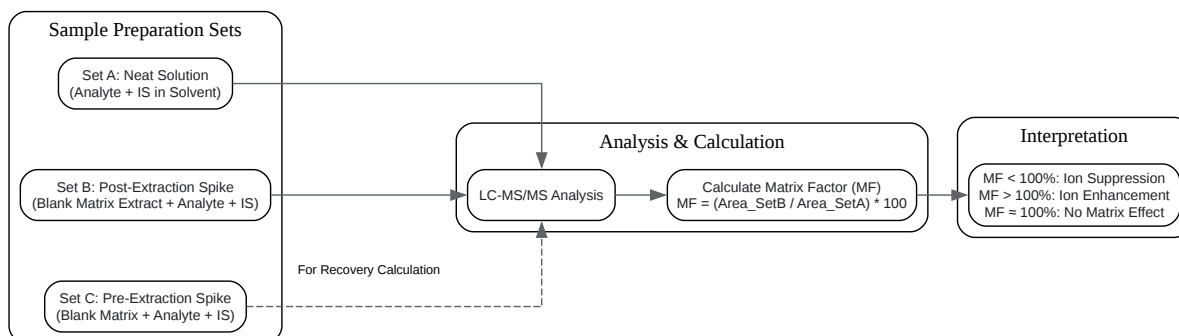 Sample Preparation Sets
Set A: Neat Solution
(Analyte + IS in Solvent)
Set B: Post-Extraction Spike
(Blank Matrix Extract + Analyte + IS)
Set C: Pre-Extraction Spike
(Blank Matrix + Analyte + IS)
For Recovery Calculation
Analysis & Calculation
LC-MS/MS Analysis
Calculate Matrix Factor (MF)
MF = (Area_SetB / Area_SetA) * 100
Interpretation
MF < 100%: Ion Suppression
MF > 100%: Ion Enhancement
MF ≈ 100%: No Matrix Effect